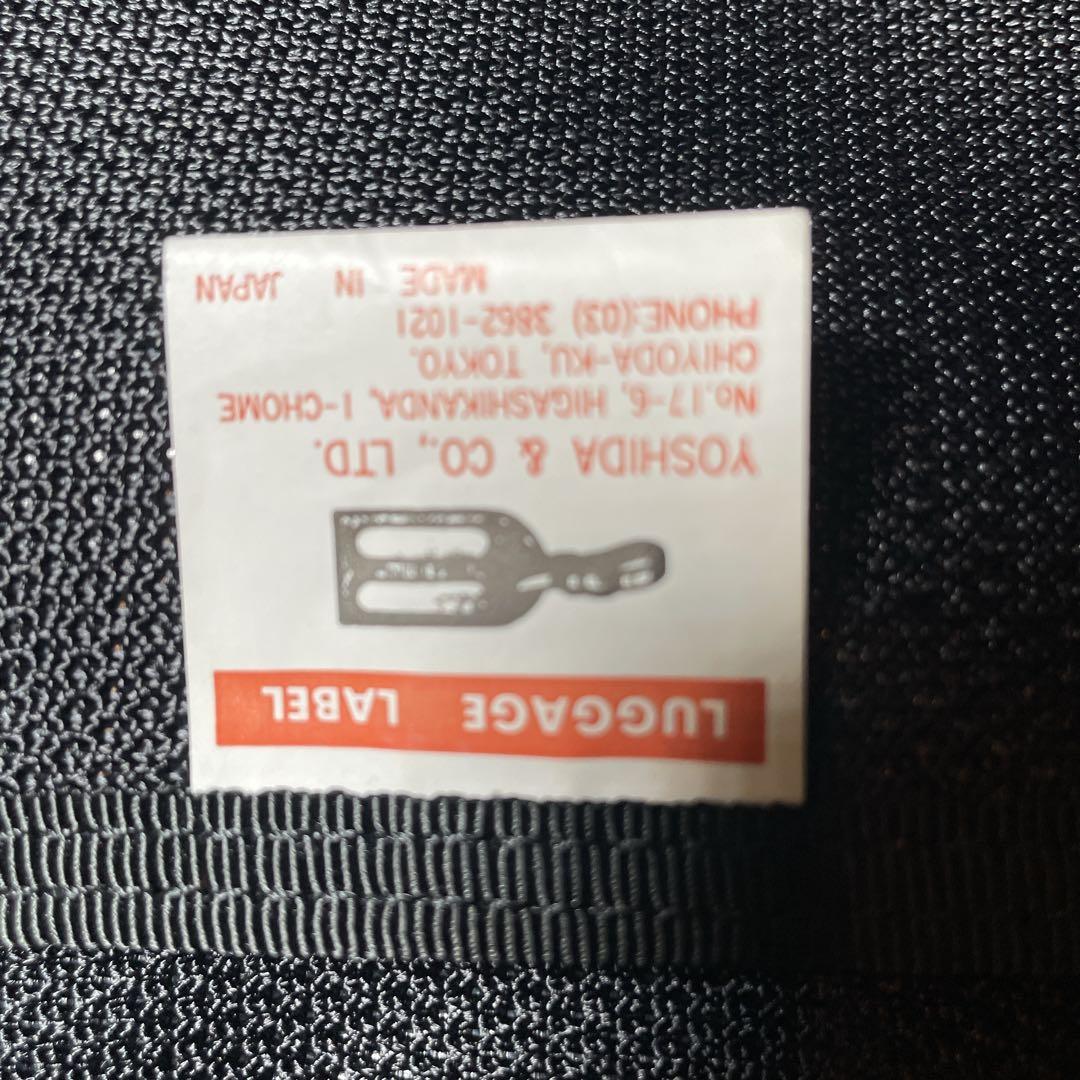 LUGGAGE LABEL
YOSHIDA & CO., LTD.
No.17-6, HIGASHIKANDA, 1-CHOME
CHIYODA-KU, TOKYO.
PHONE:(03) 3862-1021
MADE IN JAPAN